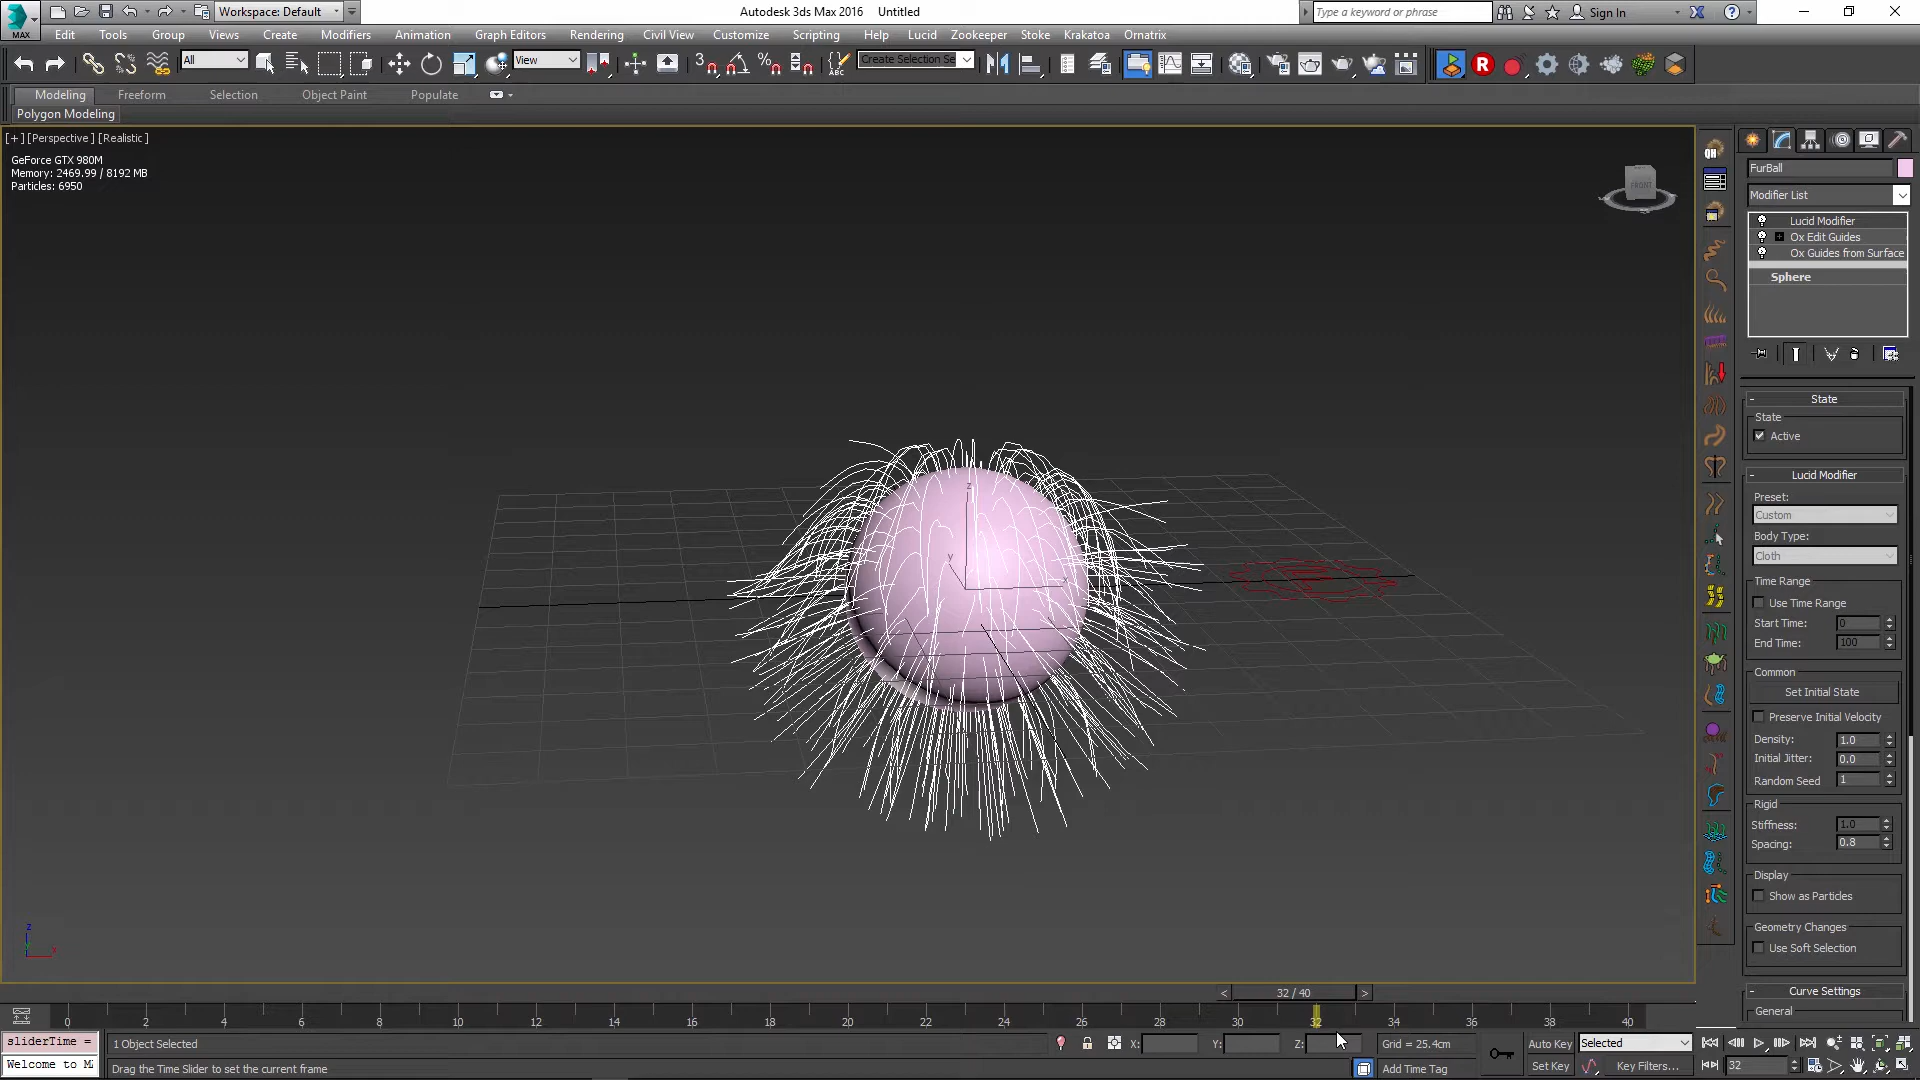 Workspace: Default
Autodesk 3ds Max 2016 Untitled
Type a keyword or phrase
Sign In
MAX
Edit Tools Group Views Create Modifiers Animation Graph Editors Rendering Civil View Customize Scripting Help Lucid Zookeeper Stoke Krakatoa Ornatrix
All
View
3
ABC
Create Selection Se
R
Modeling Freeform Selection Object Paint Populate
Polygon Modeling
[+] [Perspective ] [Realistic ]
GeForce GTX 980M
Memory: 2469.99 / 8192 MB
Particles: 6950
FRONT
QH
FurBall
Modifier List
Lucid Modifier
Ox Edit Guides
Ox Guides from Surface
Sphere
State
State
Active
Lucid Modifier
Preset:
Custom
Body Type:
Cloth
Time Range
Use Time Range
Start Time: 0
End Time: 100
Common
Set Initial State
Preserve Initial Velocity
Density: 1.0
Initial Jitter: 0.0
Random Seed 1
Rigid
Stiffness: 1.0
Spacing: 0.8
Display
Show as Particles
Geometry Changes
Use Soft Selection
Curve Settings
General
z
y
x
z
x
< 32 / 40 >
0 2 4 6 8 10 12 14 16 18 20 22 24 26 28 30 32 34 36 38 40
sliderTime =
1 Object Selected
X: Y: Z:
Grid = 25.4cm
Auto Key
Selected
Welcome to M
Drag the Time Slider to set the current frame
Add Time Tag
Set Key
Key Filters...
32